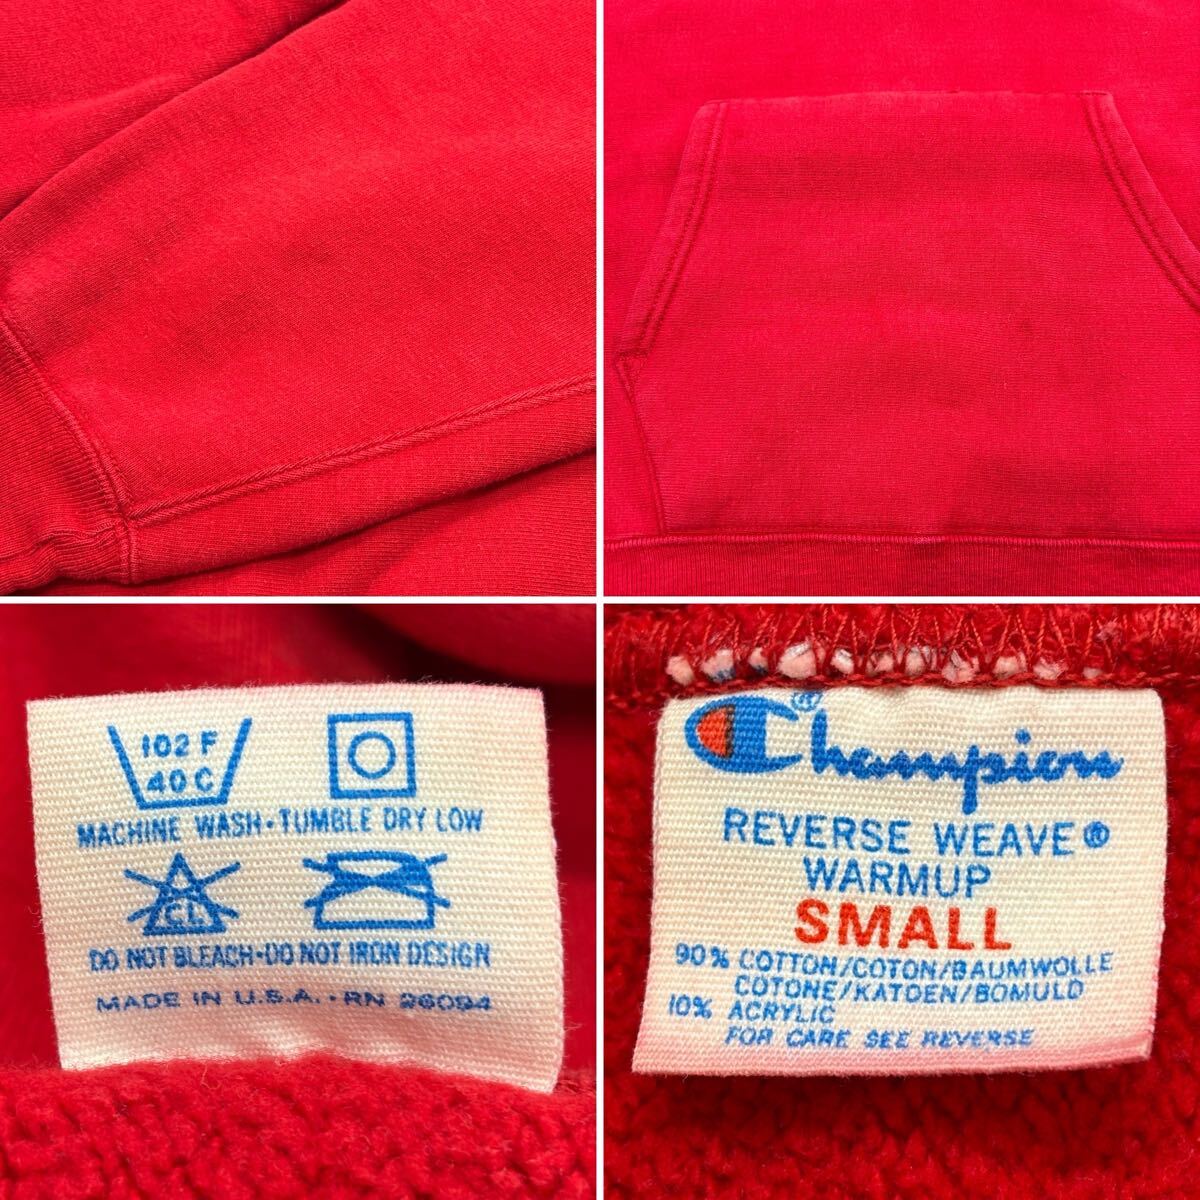 102 F
40 C
MACHINE WASH•TUMBLE DRY LOW
CL
DO NOT BLEACH•DO NOT IRON DESIGN
MADE IN U.S.A.•RN 26094
Champion®
REVERSE WEAVE®
WARMUP
SMALL
90% COTTON/COTON/BAUMWOLLE
COTONE/KATOEN/BOMULD
10% ACRYLIC
FOR CARE SEE REVERSE